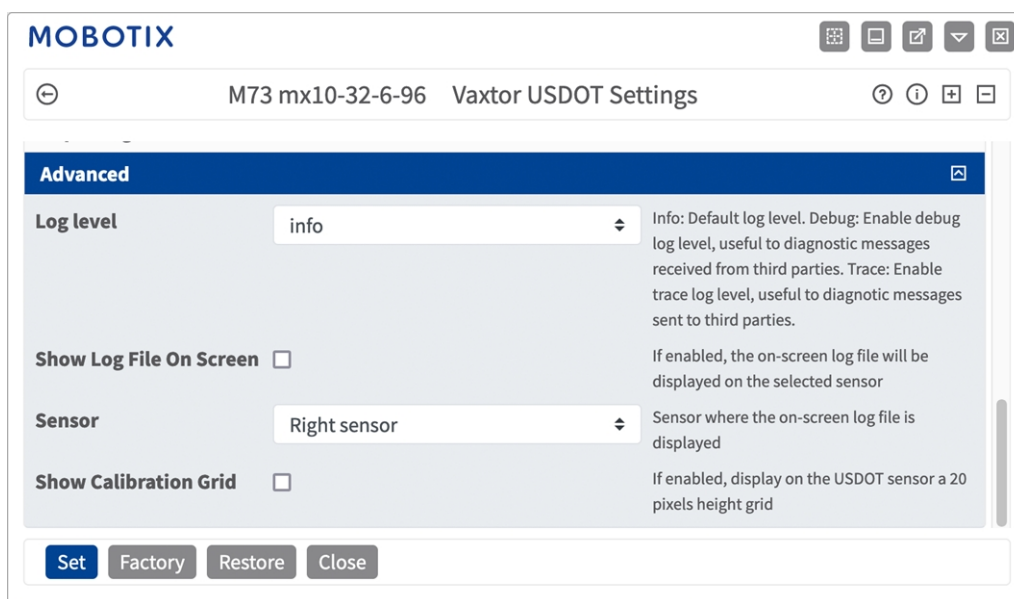 MOBOTIX
M73 mx10-32-6-96 Vaxtor USDOT Settings
Advanced
Log level
info
Info: Default log level. Debug: Enable debug
log level, useful to diagnostic messages
received from third parties. Trace: Enable
trace log level, useful to diagnotic messages
sent to third parties.
Show Log File On Screen
If enabled, the on-screen log file will be
displayed on the selected sensor
Sensor
Right sensor
Sensor where the on-screen log file is
displayed
Show Calibration Grid
If enabled, display on the USDOT sensor a 20
pixels height grid
Set Factory Restore Close